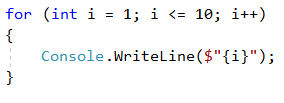 for (int i = 1; i <= 10; i++)
{
    Console.WriteLine($"{i}");
}